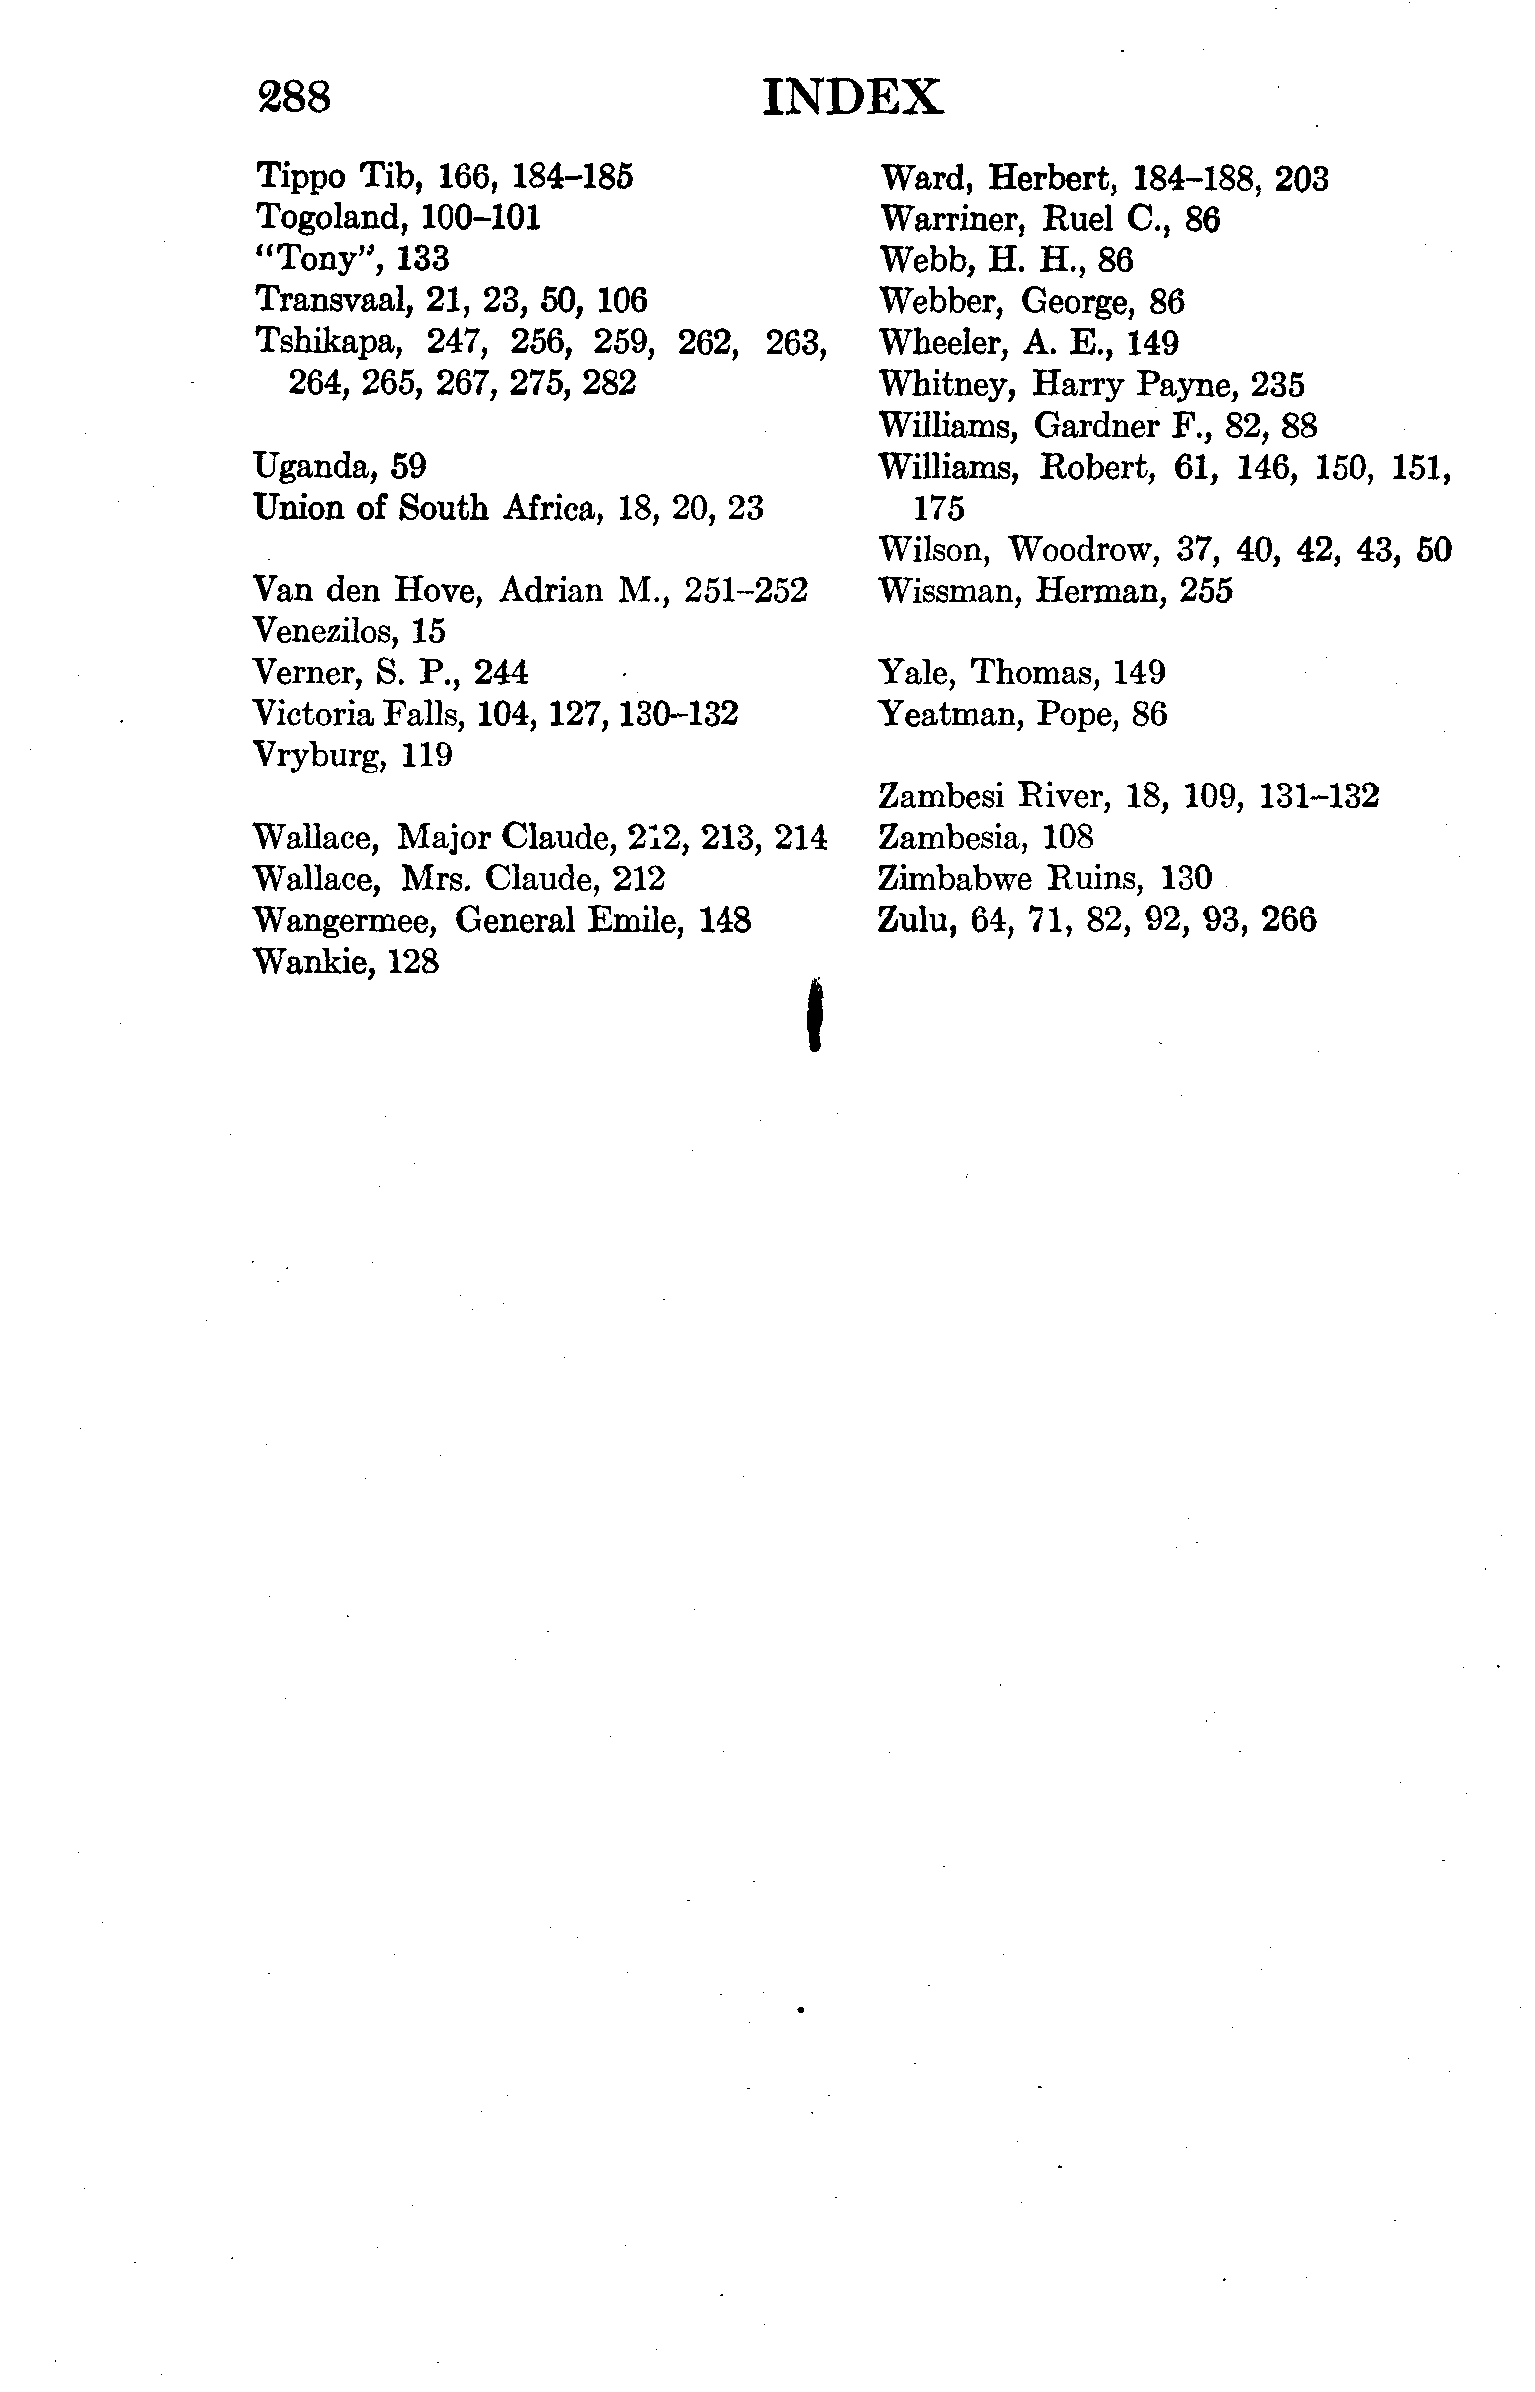 288 INDEX
Tippo Tib, 166, 184–185
Togoland, 100–101
“Tony”, 133
Transvaal, 21, 23, 50, 106
Tshikapa, 247, 256, 259, 262, 263,
264, 265, 267, 275, 282
Uganda, 59
Union of South Africa, 18, 20, 23
Van den Hove, Adrian M., 251–252
Venezilos, 15
Verner, S. P., 244
Victoria Falls, 104, 127, 130–132
Vryburg, 119
Wallace, Major Claude, 212, 213, 214
Wallace, Mrs. Claude, 212
Wangermee, General Emile, 148
Wankie, 128
Ward, Herbert, 184–188, 203
Warriner, Ruel C., 86
Webb, H. H., 86
Webber, George, 86
Wheeler, A. E., 149
Whitney, Harry Payne, 235
Williams, Gardner F., 82, 88
Williams, Robert, 61, 146, 150, 151,
175
Wilson, Woodrow, 37, 40, 42, 43, 50
Wissman, Herman, 255
Yale, Thomas, 149
Yeatman, Pope, 86
Zambesi River, 18, 109, 131–132
Zambesia, 108
Zimbabwe Ruins, 130
Zulu, 64, 71, 82, 92, 93, 266